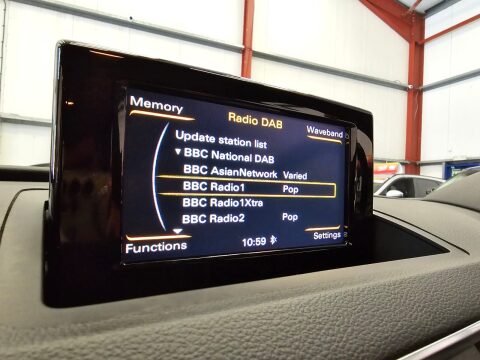 Memory
Radio DAB
Waveband
Update station list
BBC National DAB
BBC AsianNetwork Varied
BBC Radio1 Pop
BBC Radio1Xtra
BBC Radio2 Pop
Functions
10:59
Settings